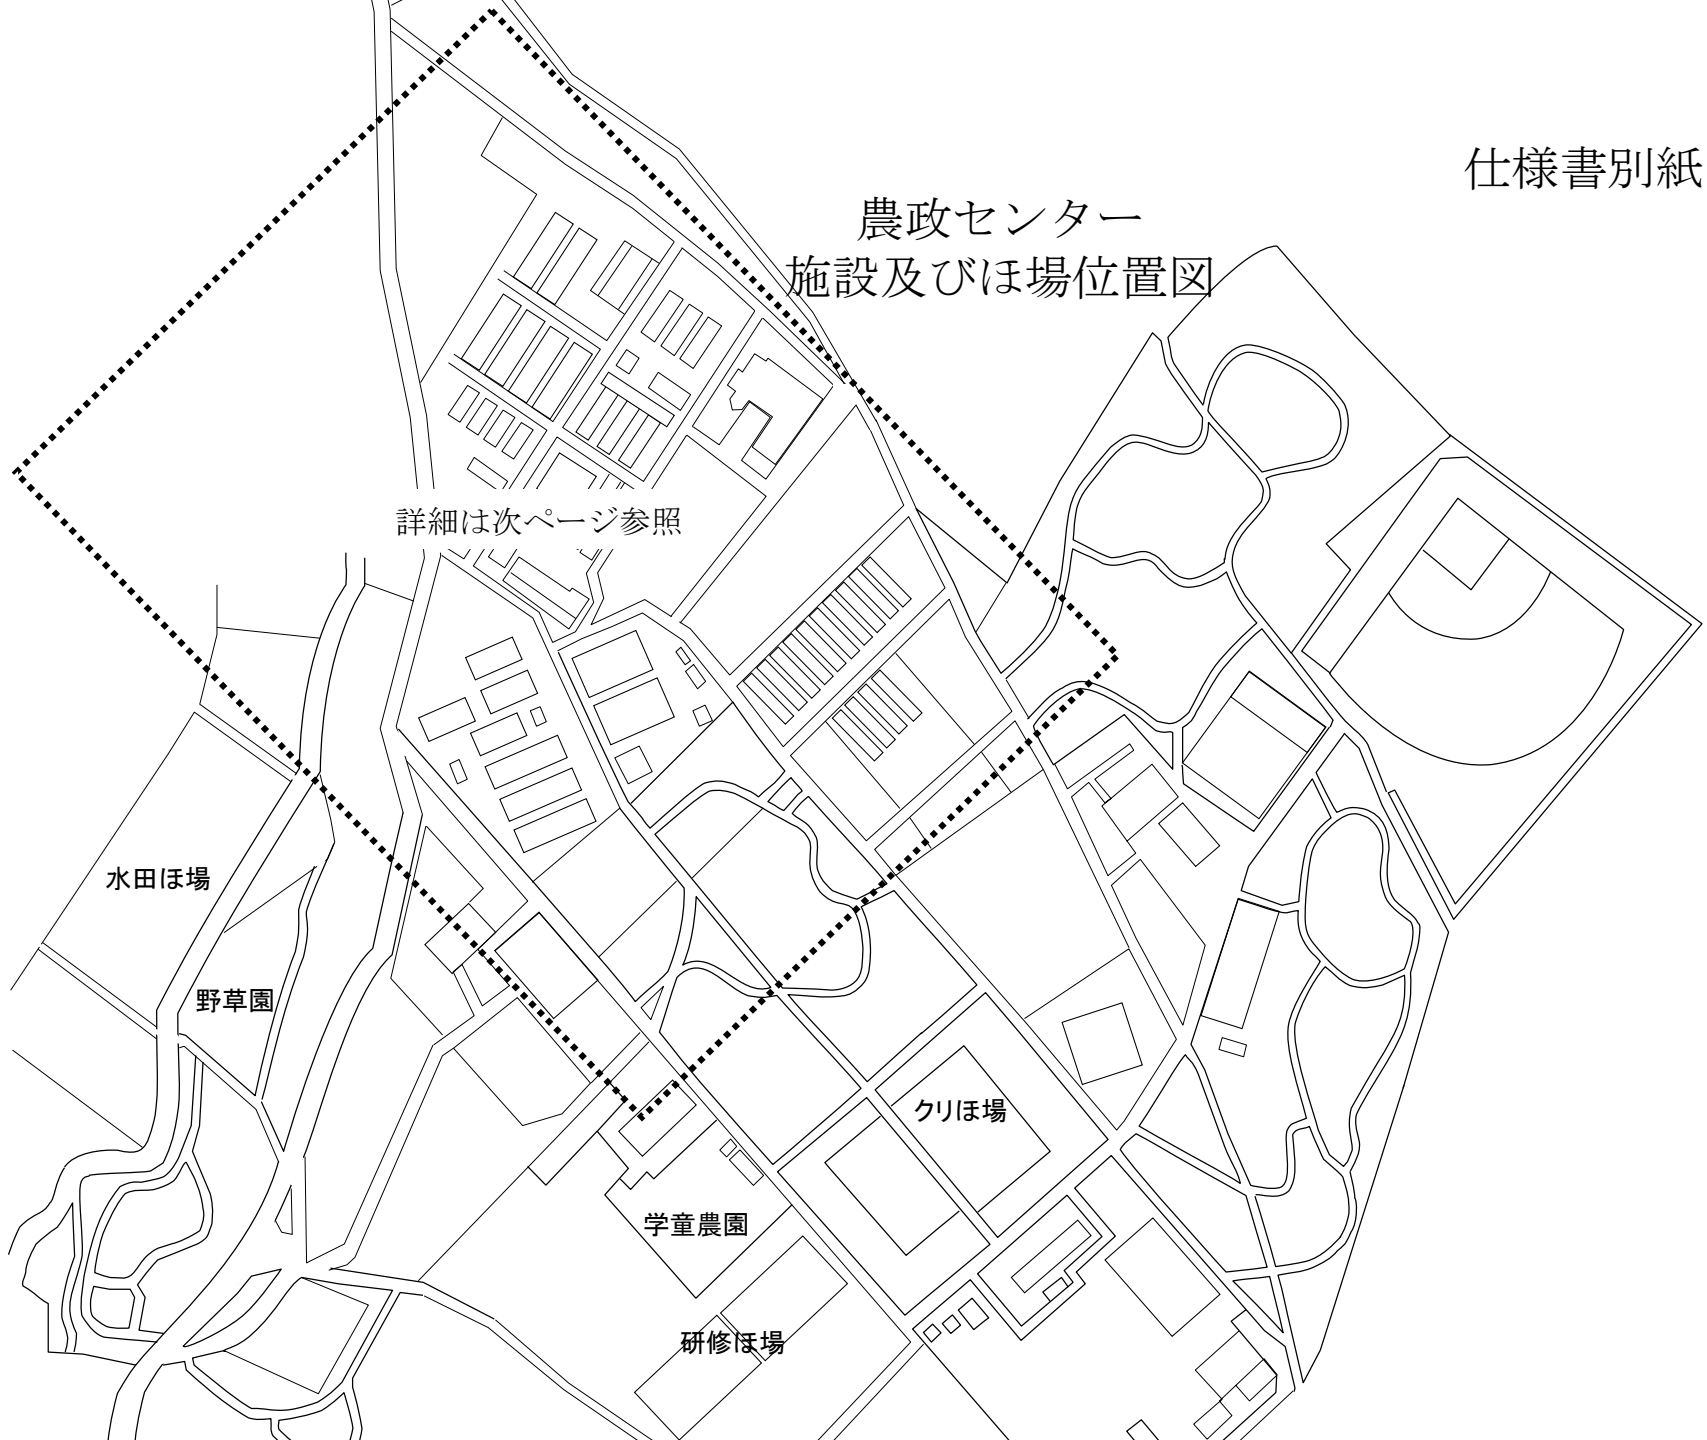 仕様書別紙
農政センター
施設及びほ場位置図
詳細は次ページ参照
水田ほ場
野草園
クリほ場
学童農園
研修ほ場